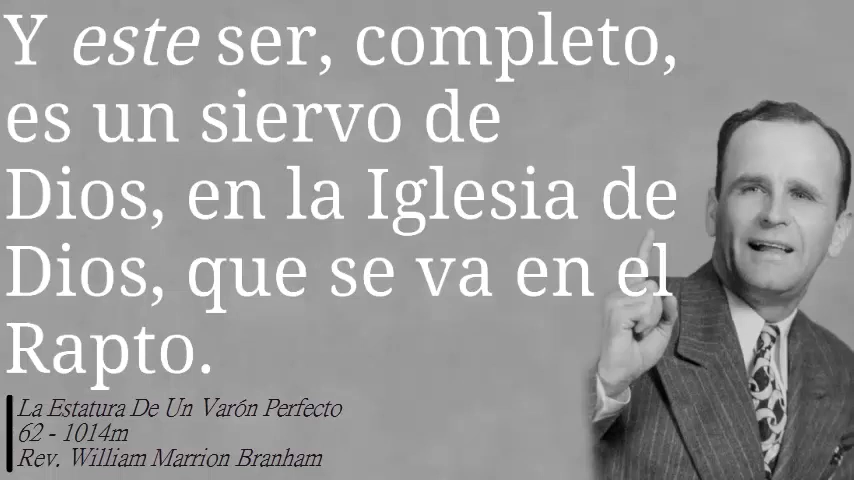 Y este ser, completo,
es un siervo de
Dios, en la Iglesia de
Dios, que se va en el
Rapto.
La Estatura De Un Varón Perfecto
62 - 1014m
Rev. William Marrion Branham